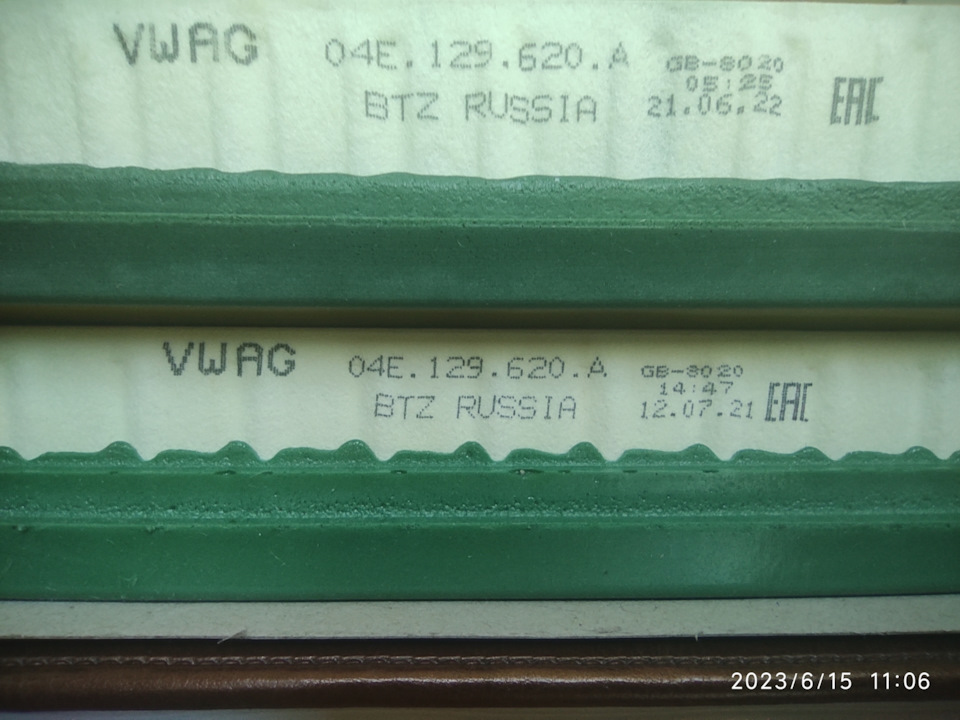 VWAG 04E.129.620.A GB-8020
05:25
BTZ RUSSIA 21.06.22 EAC
VWAG 04E.129.620.A GB-8020
14:47
BTZ RUSSIA 12.07.21 EAC
2023/6/15 11:06